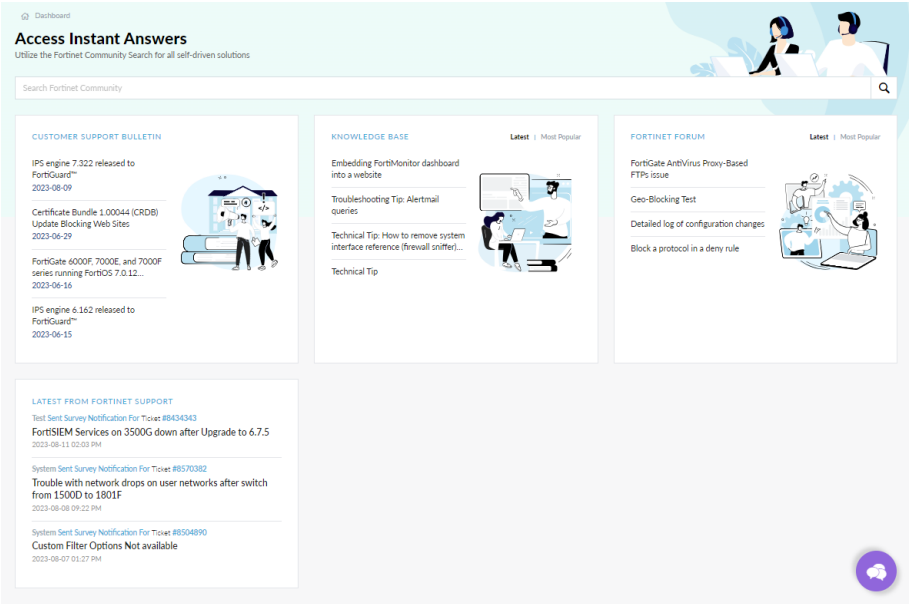 Dashboard
Access Instant Answers
Utilize the Fortinet Community Search for all self-driven solutions
Search Fortinet Community
CUSTOMER SUPPORT BULLETIN
IPS engine 7.322 released to
FortiGuard™
2023-08-09
Certificate Bundle 1.00044 (CRDB)
Update Blocking Web Sites
2023-06-29
FortiGate 6000F, 7000E, and 7000F
series running FortiOS 7.0.12...
2023-06-16
IPS engine 6.162 released to
FortiGuard™
2023-06-15
KNOWLEDGE BASE
Latest | Most Popular
Embedding FortiMonitor dashboard
into a website
Troubleshooting Tip: Alertmail
queries
Technical Tip: How to remove system
interface reference (firewall sniffer)...
Technical Tip
FORTINET FORUM
Latest | Most Popular
FortiGate AntiVirus Proxy-Based
FTPs issue
Geo-Blocking Test
Detailed log of configuration changes
Block a protocol in a deny rule
LATEST FROM FORTINET SUPPORT
Test Sent Survey Notification For Ticket #8434343
FortiSIEM Services on 3500G down after Upgrade to 6.7.5
2023-08-11 02:03 PM
System Sent Survey Notification For Ticket #8570382
Trouble with network drops on user networks after switch
from 1500D to 1801F
2023-08-08 09:22 PM
System Sent Survey Notification For Ticket #8504890
Custom Filter Options Not available
2023-08-07 01:27 PM